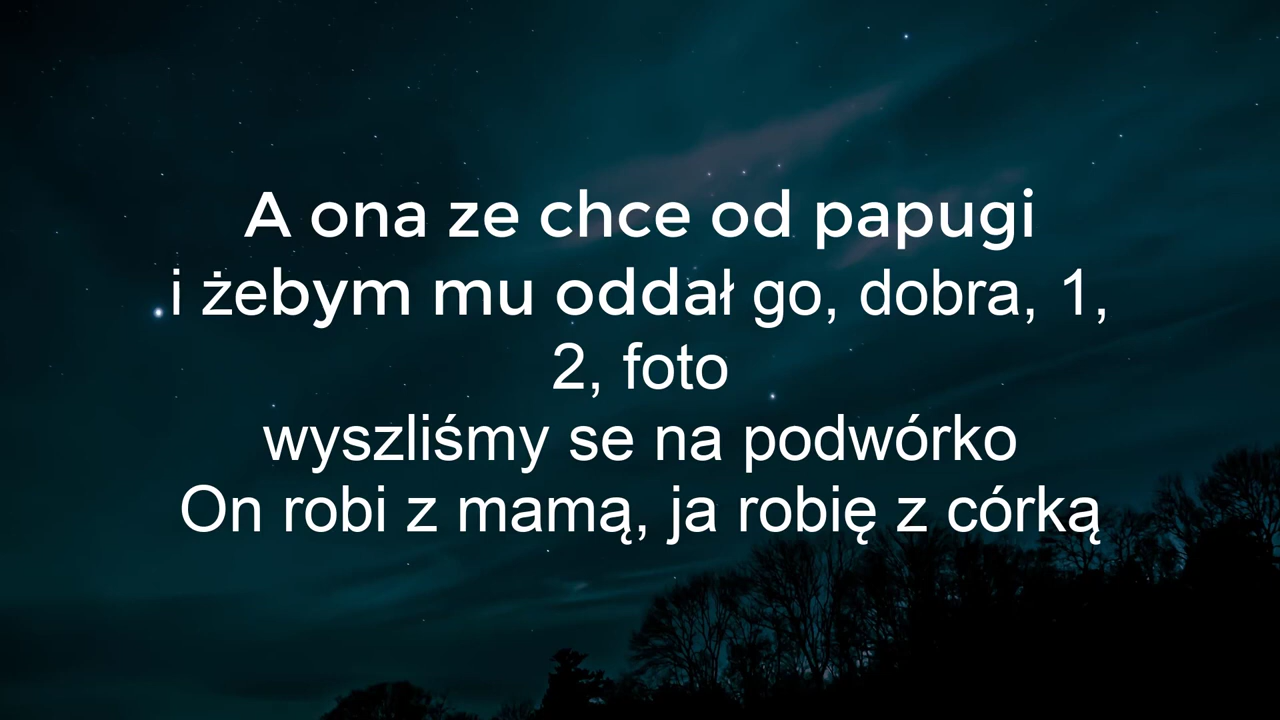 A ona ze chce od papugi
i żebym mu oddał go, dobra, 1,
2, foto
wyszliśmy se na podwórko
On robi z mamą, ja robię z córką